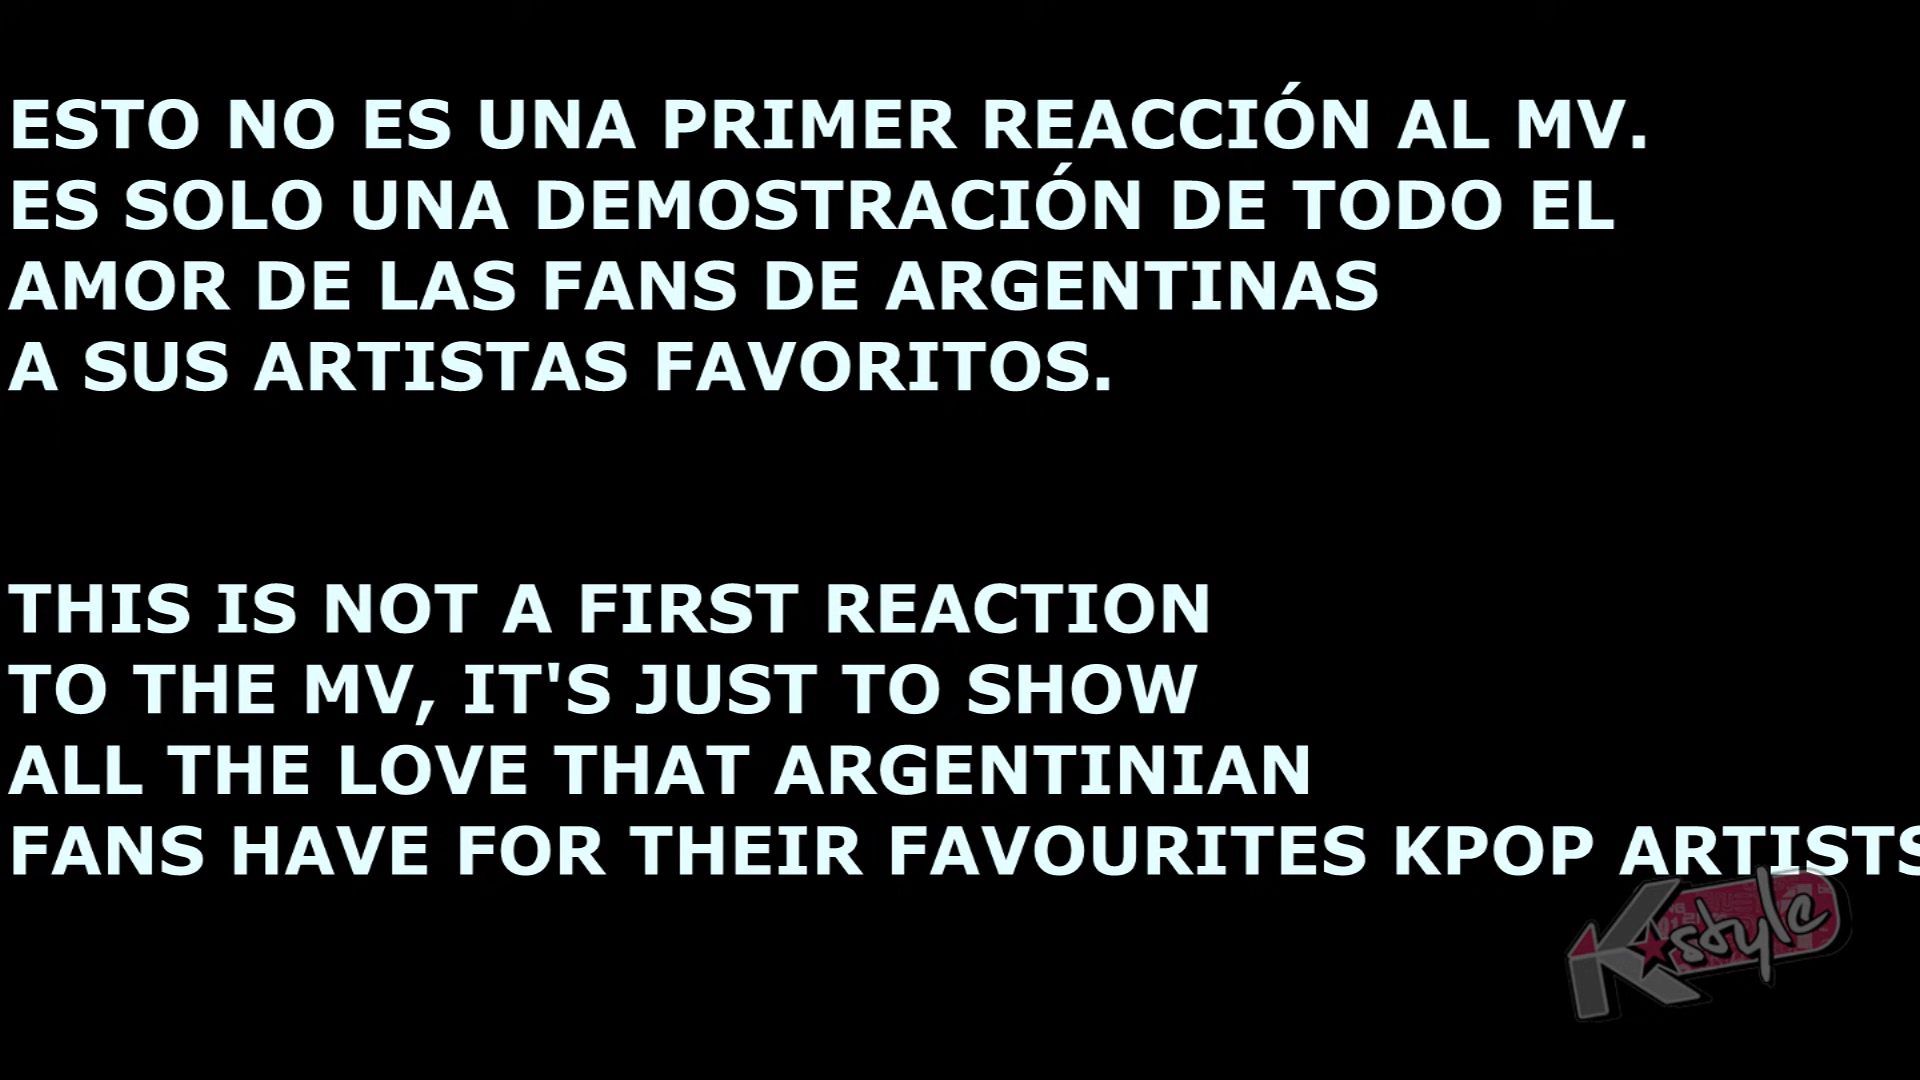 ESTO NO ES UNA PRIMER REACCIÓN AL MV.
ES SOLO UNA DEMOSTRACIÓN DE TODO EL
AMOR DE LAS FANS DE ARGENTINAS
A SUS ARTISTAS FAVORITOS.
THIS IS NOT A FIRST REACTION
TO THE MV, IT'S JUST TO SHOW
ALL THE LOVE THAT ARGENTINIAN
FANS HAVE FOR THEIR FAVOURITES KPOP ARTISTS
K★style